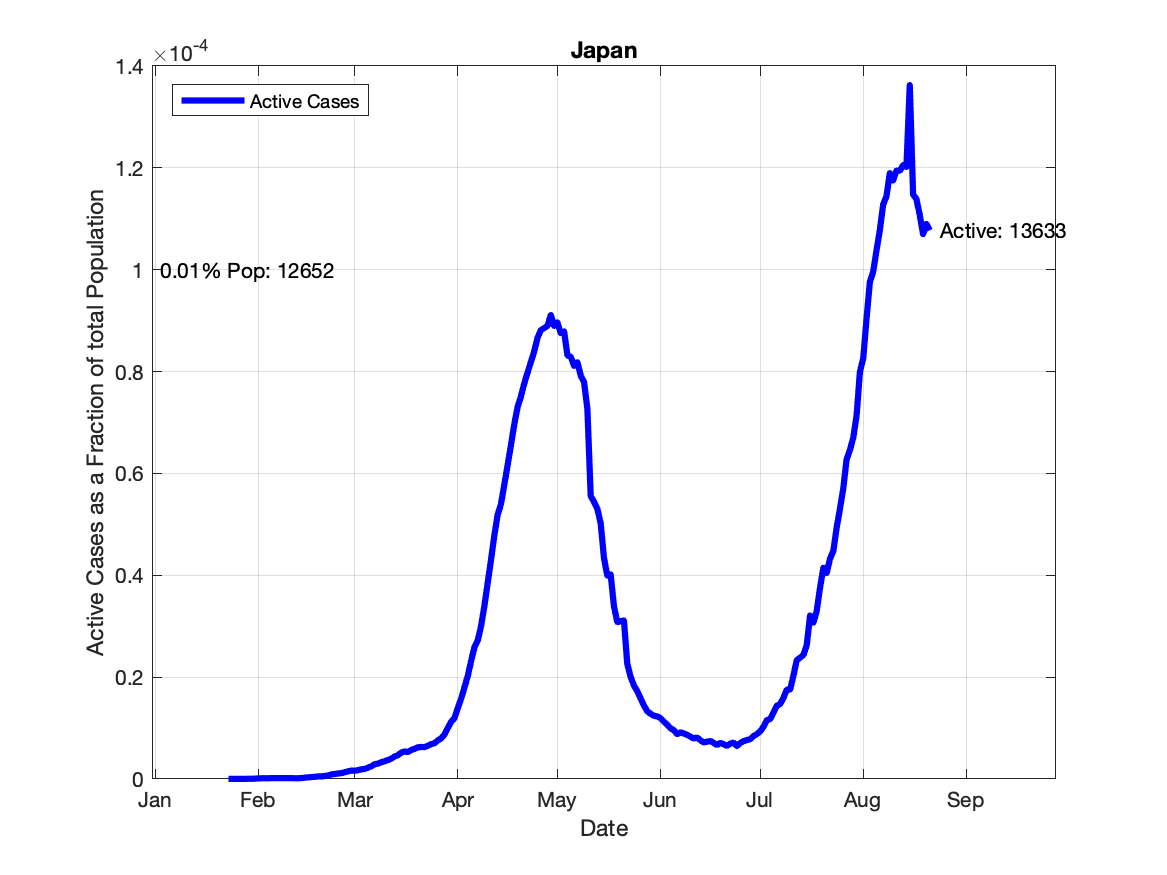 Japan
×10-4
1.4
1.2
1
0.8
0.6
0.4
0.2
0
Active Cases as a Fraction of total Population
Active Cases
0.01% Pop: 12652
Active: 13633
Jan Feb Mar Apr May Jun Jul Aug Sep
Date